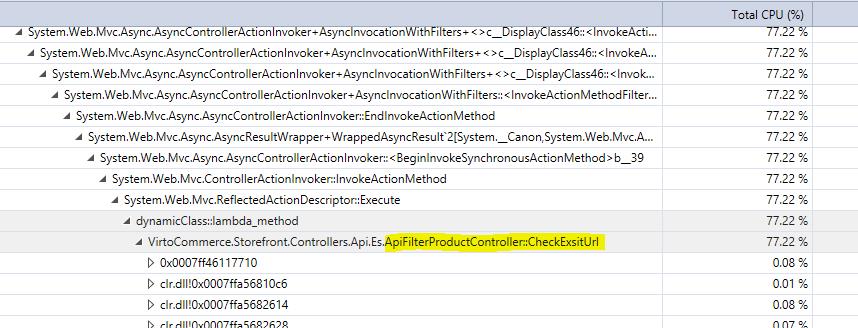 Total CPU (%)
System.Web.Mvc.Async.AsyncControllerActionInvoker+AsyncInvocationWithFilters+<>c__DisplayClass46::<InvokeActi... 77.22 %
System.Web.Mvc.Async.AsyncControllerActionInvoker+AsyncInvocationWithFilters+<>c__DisplayClass46::<InvokeA... 77.22 %
System.Web.Mvc.Async.AsyncControllerActionInvoker+AsyncInvocationWithFilters+<>c__DisplayClass46::<Invok... 77.22 %
System.Web.Mvc.Async.AsyncControllerActionInvoker+AsyncInvocationWithFilters::<InvokeActionMethodFilter... 77.22 %
System.Web.Mvc.Async.AsyncControllerActionInvoker::EndInvokeActionMethod 77.22 %
System.Web.Mvc.Async.AsyncResultWrapper+WrappedAsyncResult`2[System.__Canon,System.Web.Mvc.A... 77.22 %
System.Web.Mvc.Async.AsyncControllerActionInvoker::<BeginInvokeSynchronousActionMethod>b__39 77.22 %
System.Web.Mvc.ControllerActionInvoker::InvokeActionMethod 77.22 %
System.Web.Mvc.ReflectedActionDescriptor::Execute 77.22 %
dynamicClass::lambda_method 77.22 %
VirtoCommerce.Storefront.Controllers.Api.Es.ApiFilterProductController::CheckExsitUrl 77.22 %
0x0007ff46117710 0.08 %
clr.dll!0x0007ffa56810c6 0.01 %
clr.dll!0x0007ffa5682614 0.08 %
clr.dll!0x0007ffa5682628 0.07 %